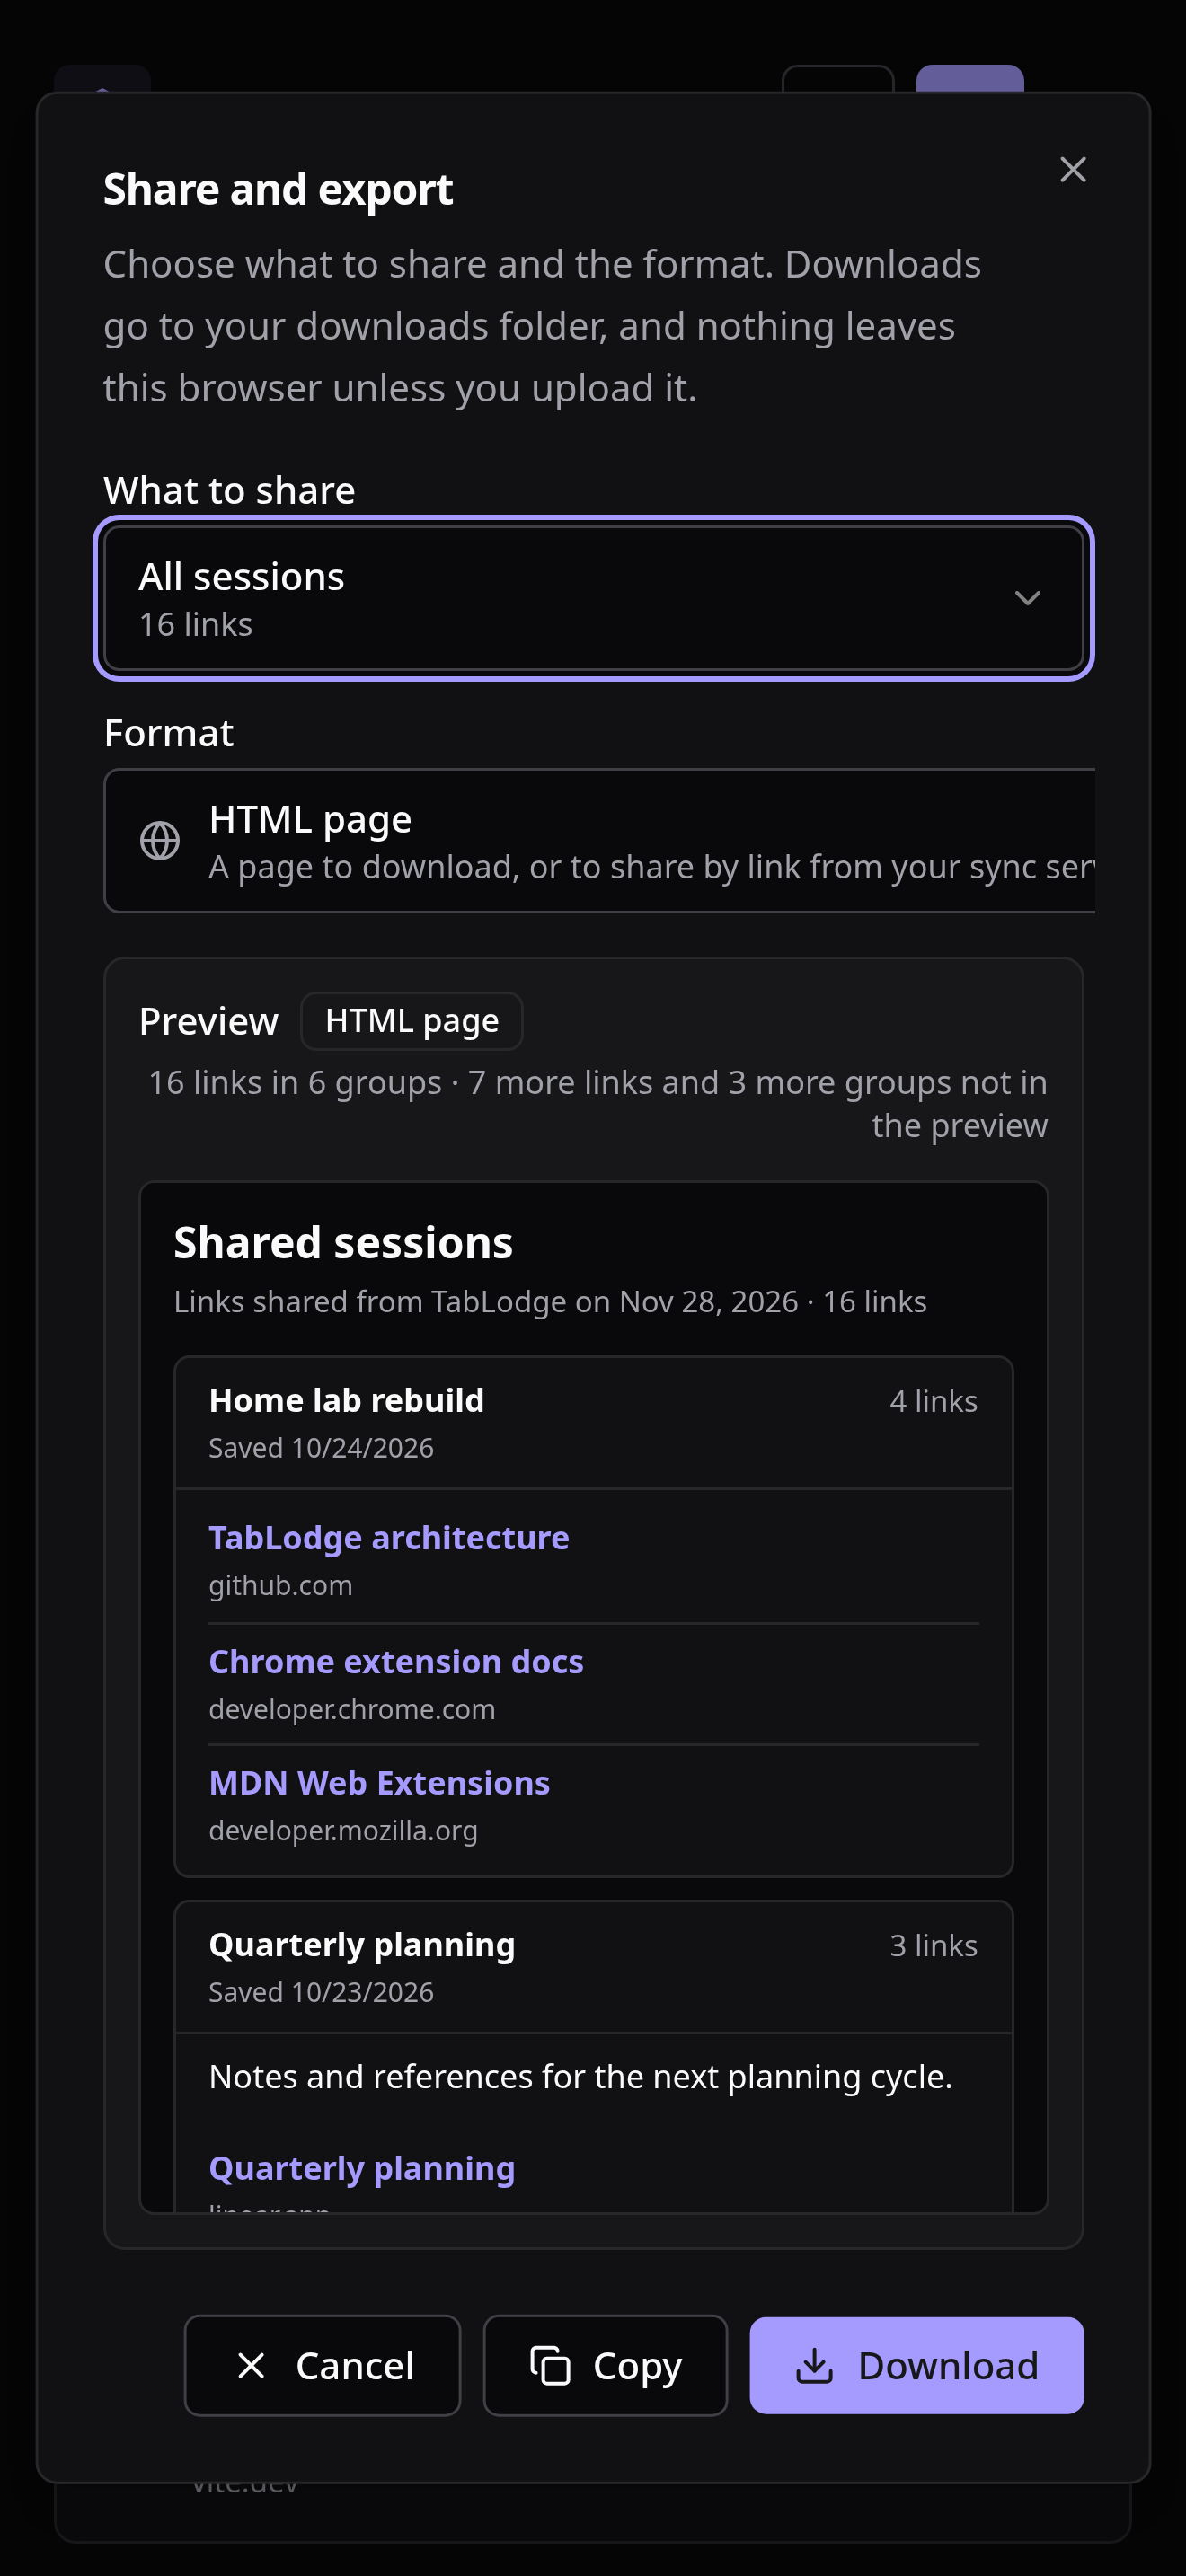 Share and export
Choose what to share and the format. Downloads
go to your downloads folder, and nothing leaves
this browser unless you upload it.
What to share
All sessions
16 links
Format
HTML page
A page to download, or to share by link from your sync
Preview
HTML page
16 links in 6 groups · 7 more links and 3 more groups not in
the preview
Shared sessions
Links shared from TabLodge on Nov 28, 2026 · 16 links
Home lab rebuild
4 links
Saved 10/24/2026
TabLodge architecture
github.com
Chrome extension docs
developer.chrome.com
MDN Web Extensions
developer.mozilla.org
Quarterly planning
3 links
Saved 10/23/2026
Notes and references for the next planning cycle.
Quarterly planning
Cancel
Copy
Download